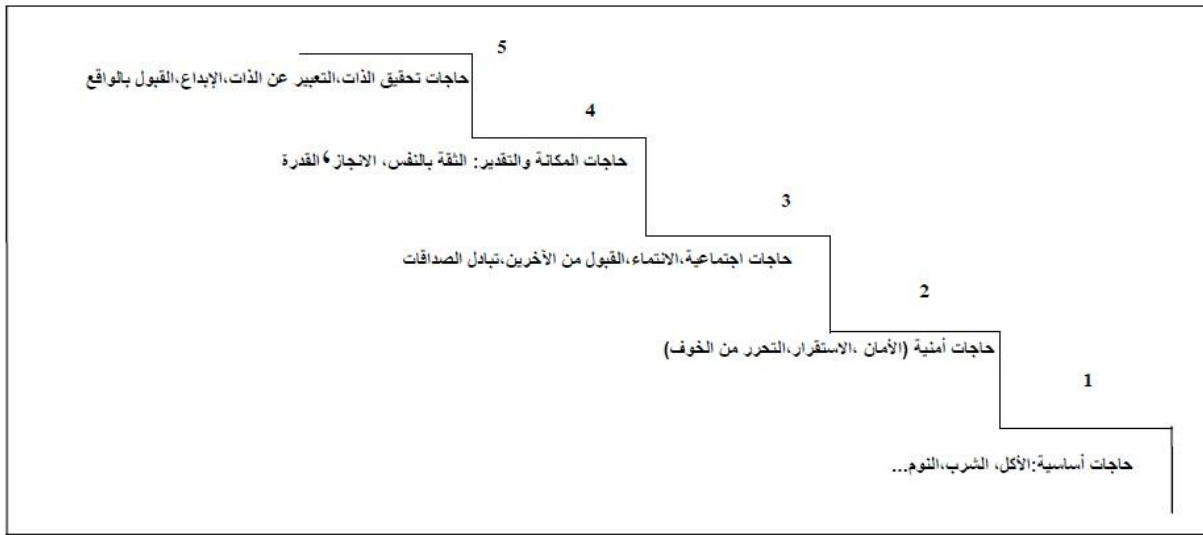 5
حاجات تحقيق الذات،التعبير عن الذات،الإبداع،القبول بالواقع
4
حاجات المكانة والتقدير: الثقة بالنفس، الانجاز ، القدرة
3
حاجات اجتماعية،الانتماء،القبول من الآخرين،تبادل الصداقات
2
حاجات أمنية (الأمان ،الاستقرار،التحرر من الخوف)
1
حاجات أساسية:الأكل، الشرب،النوم...